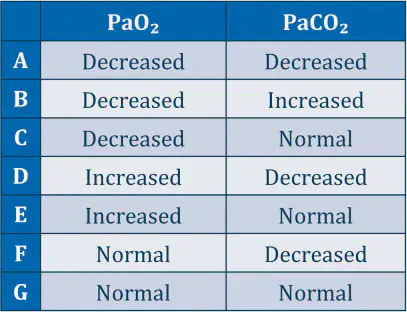 PaO₂ PaCO₂
A Decreased Decreased
B Decreased Increased
C Decreased Normal
D Increased Decreased
E Increased Normal
F Normal Decreased
G Normal Normal